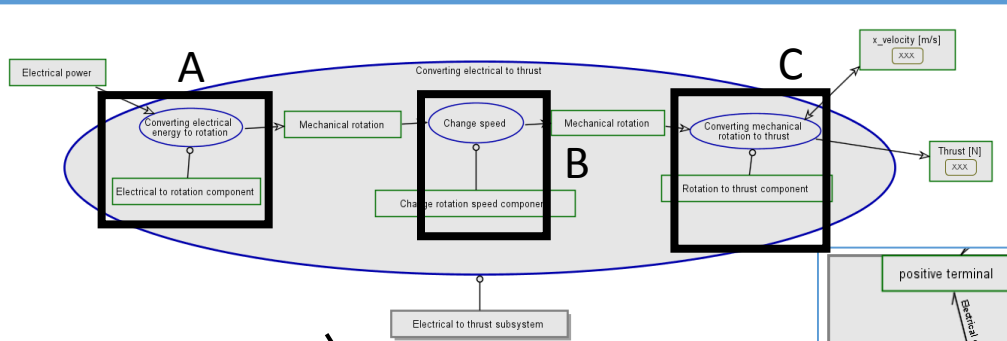 x_velocity [m/s]
xxx
Electrical power
A
C
Converting electrical to thrust
Converting electrical
energy to rotation
Mechanical rotation
Change speed
Mechanical rotation
Converting mechanical
rotation to thrust
Thrust [N]
xxx
B
Electrical to rotation component
rotation speed
Rotation to thrust component
positive terminal
Electrical
Electrical to thrust subsystem